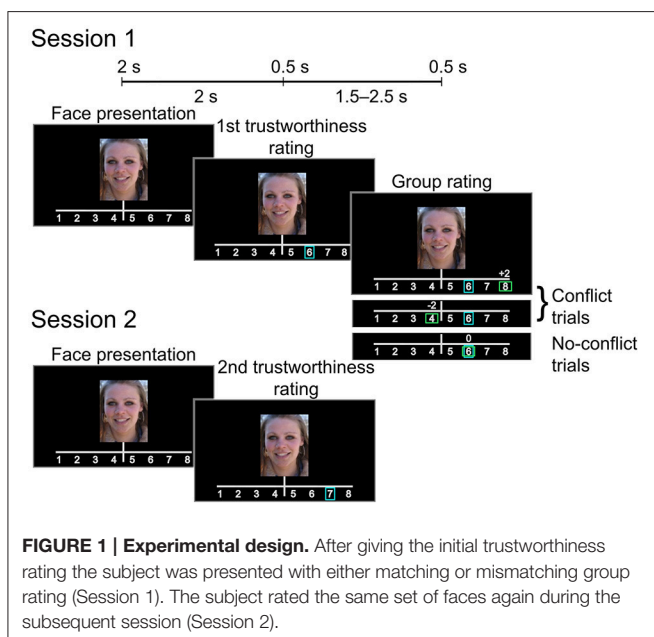 Session 1
2 s 0.5 s 0.5 s
2 s 1.5–2.5 s
Face presentation
1 2 3 4 5 6 7 8
1st trustworthiness
rating
1 2 3 4 5 6 7 8
Group rating
+2
1 2 3 4 5 6 7 8
-2
1 2 3 4 5 6 7 8
Conflict
trials
0
1 2 3 4 5 6 7 8
No-conflict
trials
Session 2
Face presentation
1 2 3 4 5 6 7 8
2nd trustworthiness
rating
1 2 3 4 5 6 7 8
FIGURE 1 | Experimental design. After giving the initial trustworthiness
rating the subject was presented with either matching or mismatching group
rating (Session 1). The subject rated the same set of faces again during the
subsequent session (Session 2).